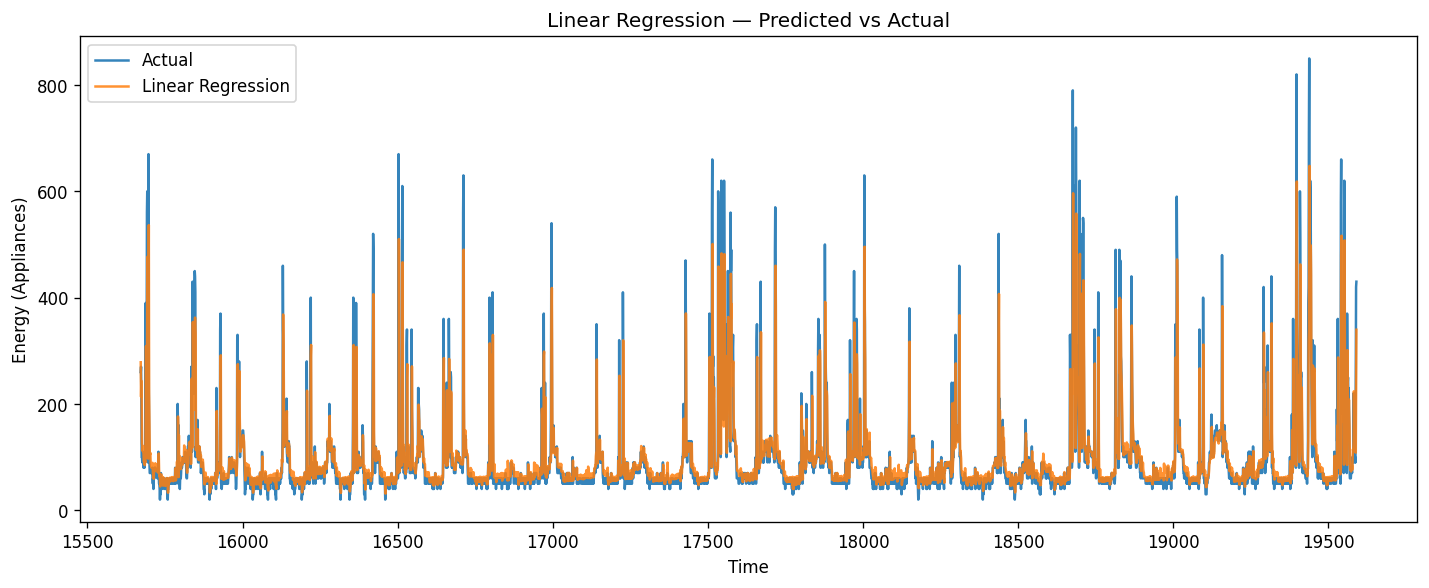 Linear Regression — Predicted vs Actual
Actual
Linear Regression
800
600
400
200
0
Energy (Appliances)
15500 16000 16500 17000 17500 18000 18500 19000 19500
Time